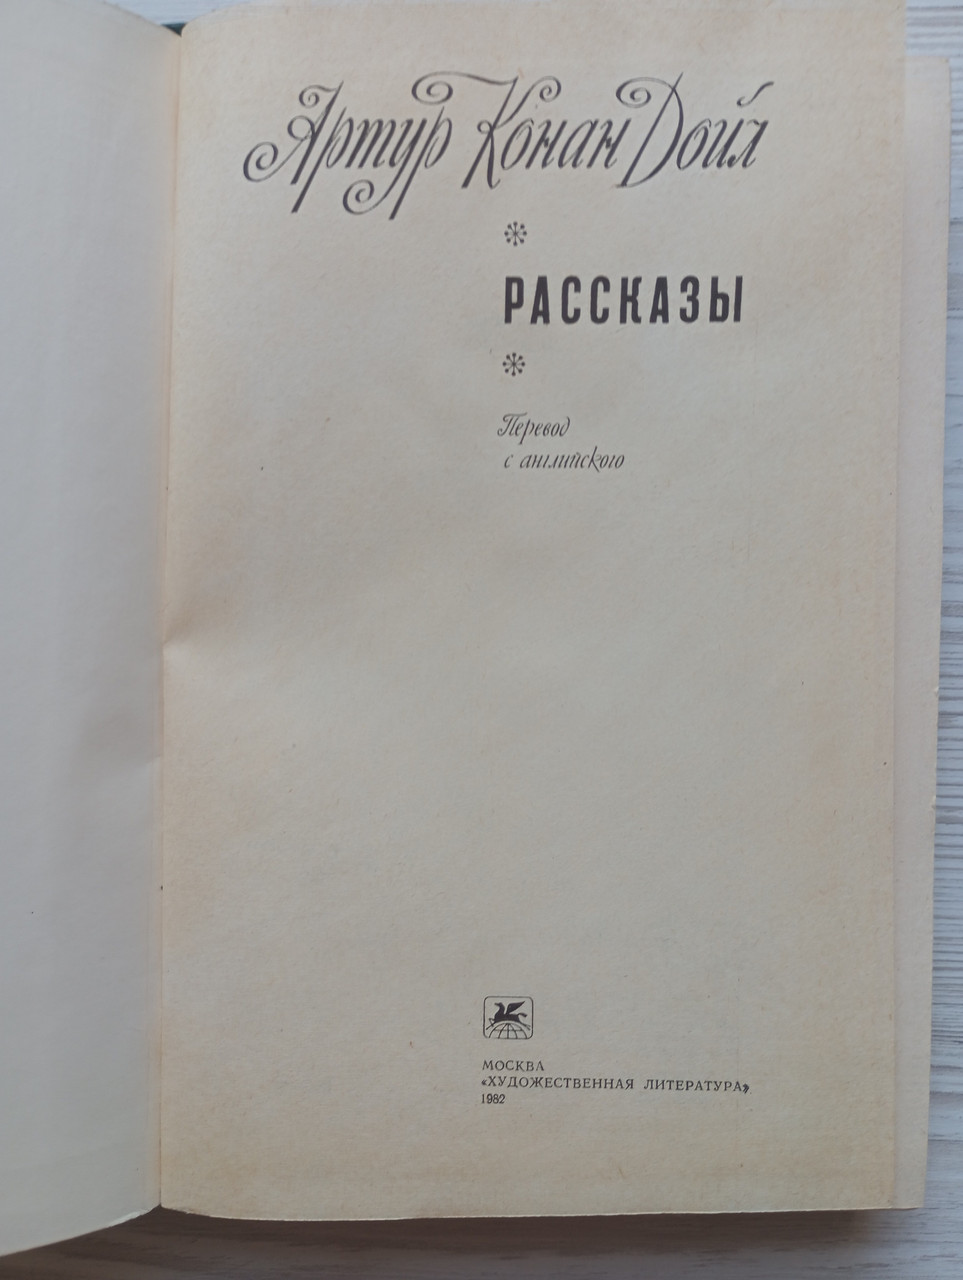 Артур Конан Дойл
РАССКАЗЫ
Перевод
с английского
МОСКВА
«ХУДОЖЕСТВЕННАЯ ЛИТЕРАТУРА»
1982